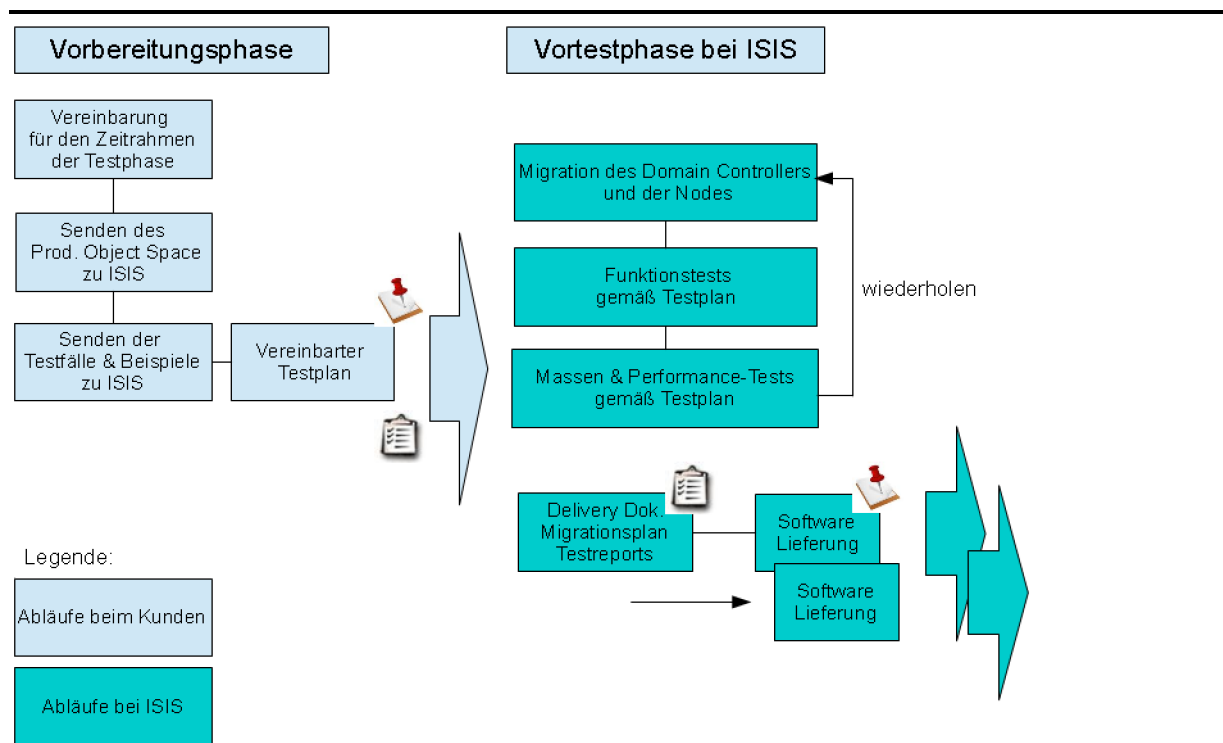 Vorbereitungsphase
Vereinbarung
für den Zeitrahmen
der Testphase
Senden des
Prod. Object Space
zu ISIS
Senden der
Testfälle & Beispiele
zu ISIS
Vereinbarter
Testplan
Vortestphase bei ISIS
Migration des Domain Controllers
und der Nodes
Funktionstests
gemäß Testplan
Massen & Performance-Tests
gemäß Testplan
wiederholen
Delivery Dok.
Migrationsplan
Testreports
Software
Lieferung
Software
Lieferung
Legende:
Abläufe beim Kunden
Abläufe bei ISIS